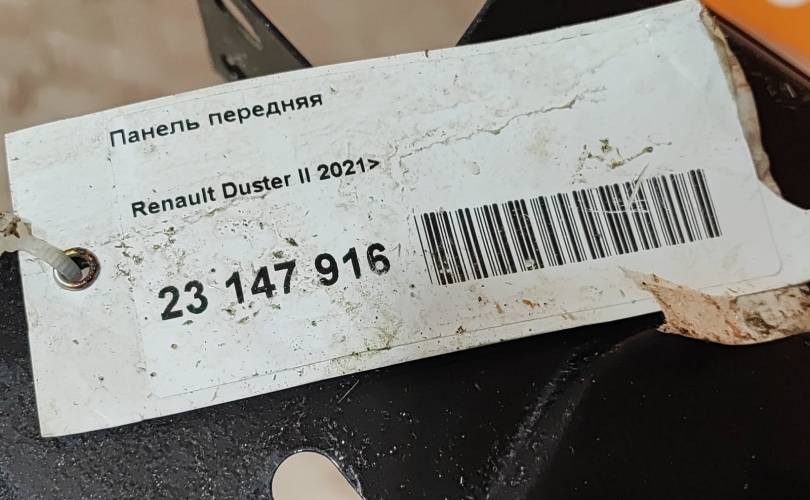 Панель передняя
Renault Duster II 2021>
23 147 916